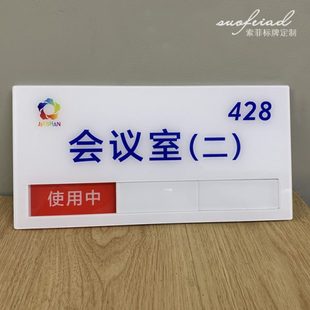 suofeiad
索菲标牌定制
428
会议室(二)
使用中